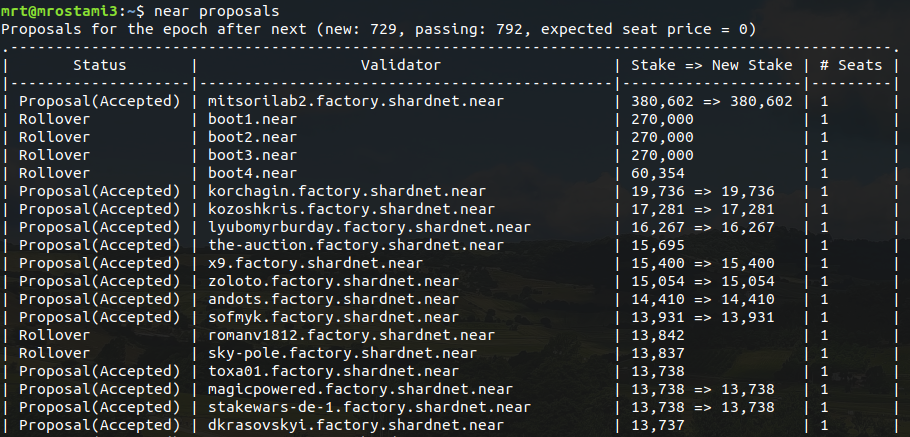 mrt@mrostami3:~$ near proposals
Proposals for the epoch after next (new: 729, passing: 792, expected seat price = 0)
.---------------------------------------------------------------------------------------------------.
| Status | Validator | Stake => New Stake | # Seats |
|--------------------|----------------------------------------------|--------------------|---------|
| Proposal(Accepted) | mitsorilab2.factory.shardnet.near | 380,602 => 380,602 | 1 |
| Rollover | boot1.near | 270,000 | 1 |
| Rollover | boot2.near | 270,000 | 1 |
| Rollover | boot3.near | 270,000 | 1 |
| Rollover | boot4.near | 60,354 | 1 |
| Proposal(Accepted) | korchagin.factory.shardnet.near | 19,736 => 19,736 | 1 |
| Proposal(Accepted) | kozoshkris.factory.shardnet.near | 17,281 => 17,281 | 1 |
| Proposal(Accepted) | lyubomyrburday.factory.shardnet.near | 16,267 => 16,267 | 1 |
| Proposal(Accepted) | the-auction.factory.shardnet.near | 15,695 | 1 |
| Proposal(Accepted) | x9.factory.shardnet.near | 15,400 => 15,400 | 1 |
| Proposal(Accepted) | zoloto.factory.shardnet.near | 15,054 => 15,054 | 1 |
| Proposal(Accepted) | andots.factory.shardnet.near | 14,410 => 14,410 | 1 |
| Proposal(Accepted) | sofmyk.factory.shardnet.near | 13,931 => 13,931 | 1 |
| Rollover | romanv1812.factory.shardnet.near | 13,842 | 1 |
| Rollover | sky-pole.factory.shardnet.near | 13,837 | 1 |
| Proposal(Accepted) | toxa01.factory.shardnet.near | 13,738 | 1 |
| Proposal(Accepted) | magicpowered.factory.shardnet.near | 13,738 => 13,738 | 1 |
| Proposal(Accepted) | stakewars-de-1.factory.shardnet.near | 13,738 => 13,738 | 1 |
| Proposal(Accepted) | dkrasovskyi.factory.shardnet.near | 13,737 | 1 |